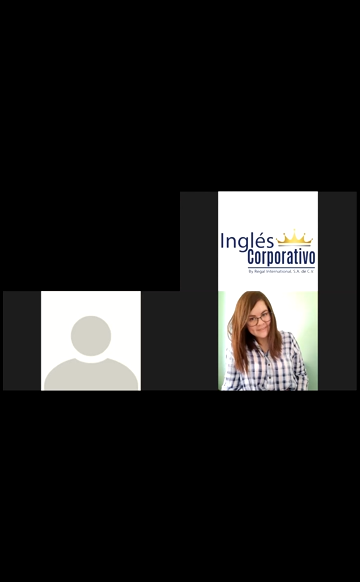 Inglés
Corporativo
By Regal International, S.A. de C.V.